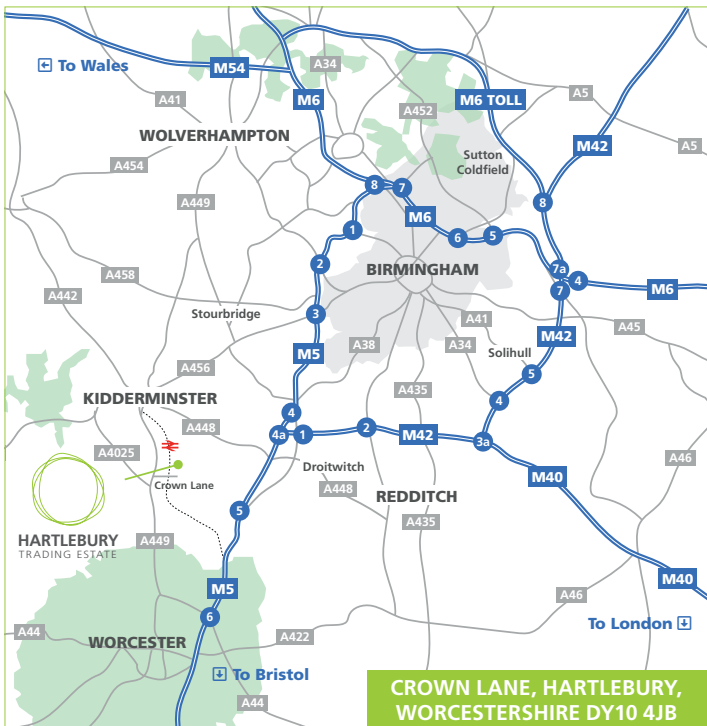 To Wales
M54
A34
M6
A41
A452
M6 TOLL
A5
M42
A5
WOLVERHAMPTON
Sutton
Coldfield
A454
A449
8
7
8
M6
1
6
5
2
BIRMINGHAM
7a
4
7
M6
A458
A442
Stourbridge
3
A41
A45
M5
A38
A34
Solihull
M42
A456
5
A435
KIDDERMINSTER
4
4
A448
4a
1
2
M42
3a
A4025
Droitwitch
M40
A46
Crown Lane
A448
REDDITCH
5
A435
HARTLEBURY
TRADING ESTATE
A449
M5
M40
A46
6
To London
A44
WORCESTER
A422
To Bristol
A44
CROWN LANE, HARTLEBURY,
WORCESTERSHIRE DY10 4JB